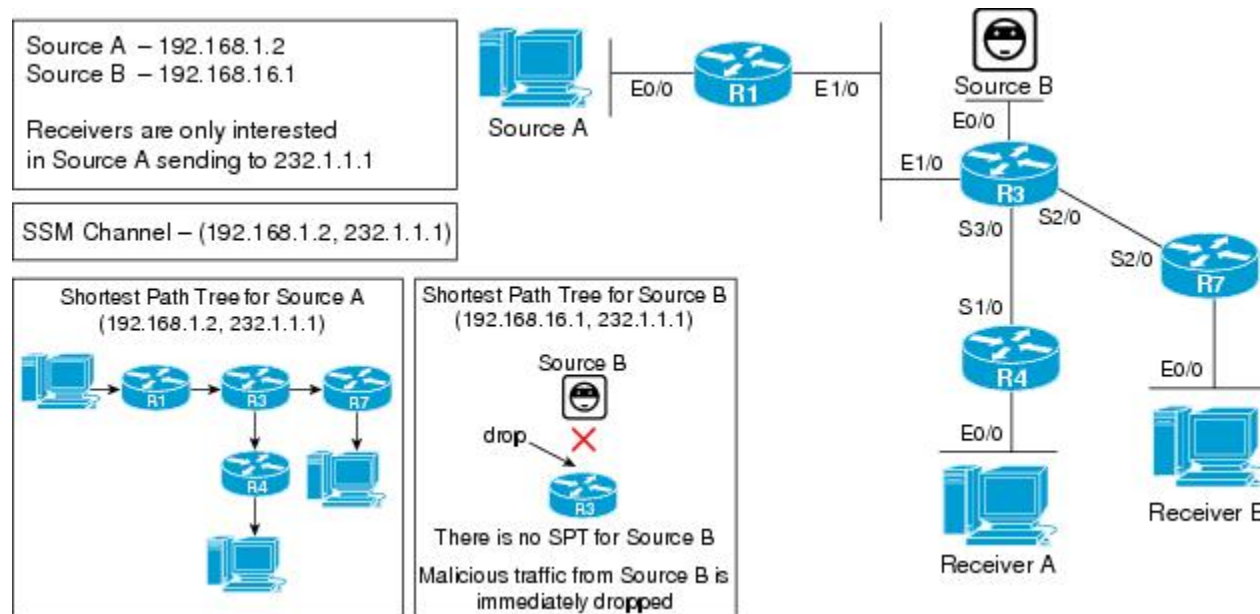 Source A – 192.168.1.2
Source B – 192.168.16.1
Receivers are only interested
in Source A sending to 232.1.1.1
SSM Channel – (192.168.1.2, 232.1.1.1)
Shortest Path Tree for Source A
(192.168.1.2, 232.1.1.1)
R1
R3
R7
R4
Shortest Path Tree for Source B
(192.168.16.1, 232.1.1.1)
Source B
drop
R3
There is no SPT for Source B
Malicious traffic from Source B is
immediately dropped
Source A
E0/0
R1
E1/0
Source B
E0/0
E1/0
R3
S3/0
S2/0
S2/0
R7
S1/0
R4
E0/0
E0/0
Receiver A
Receiver B